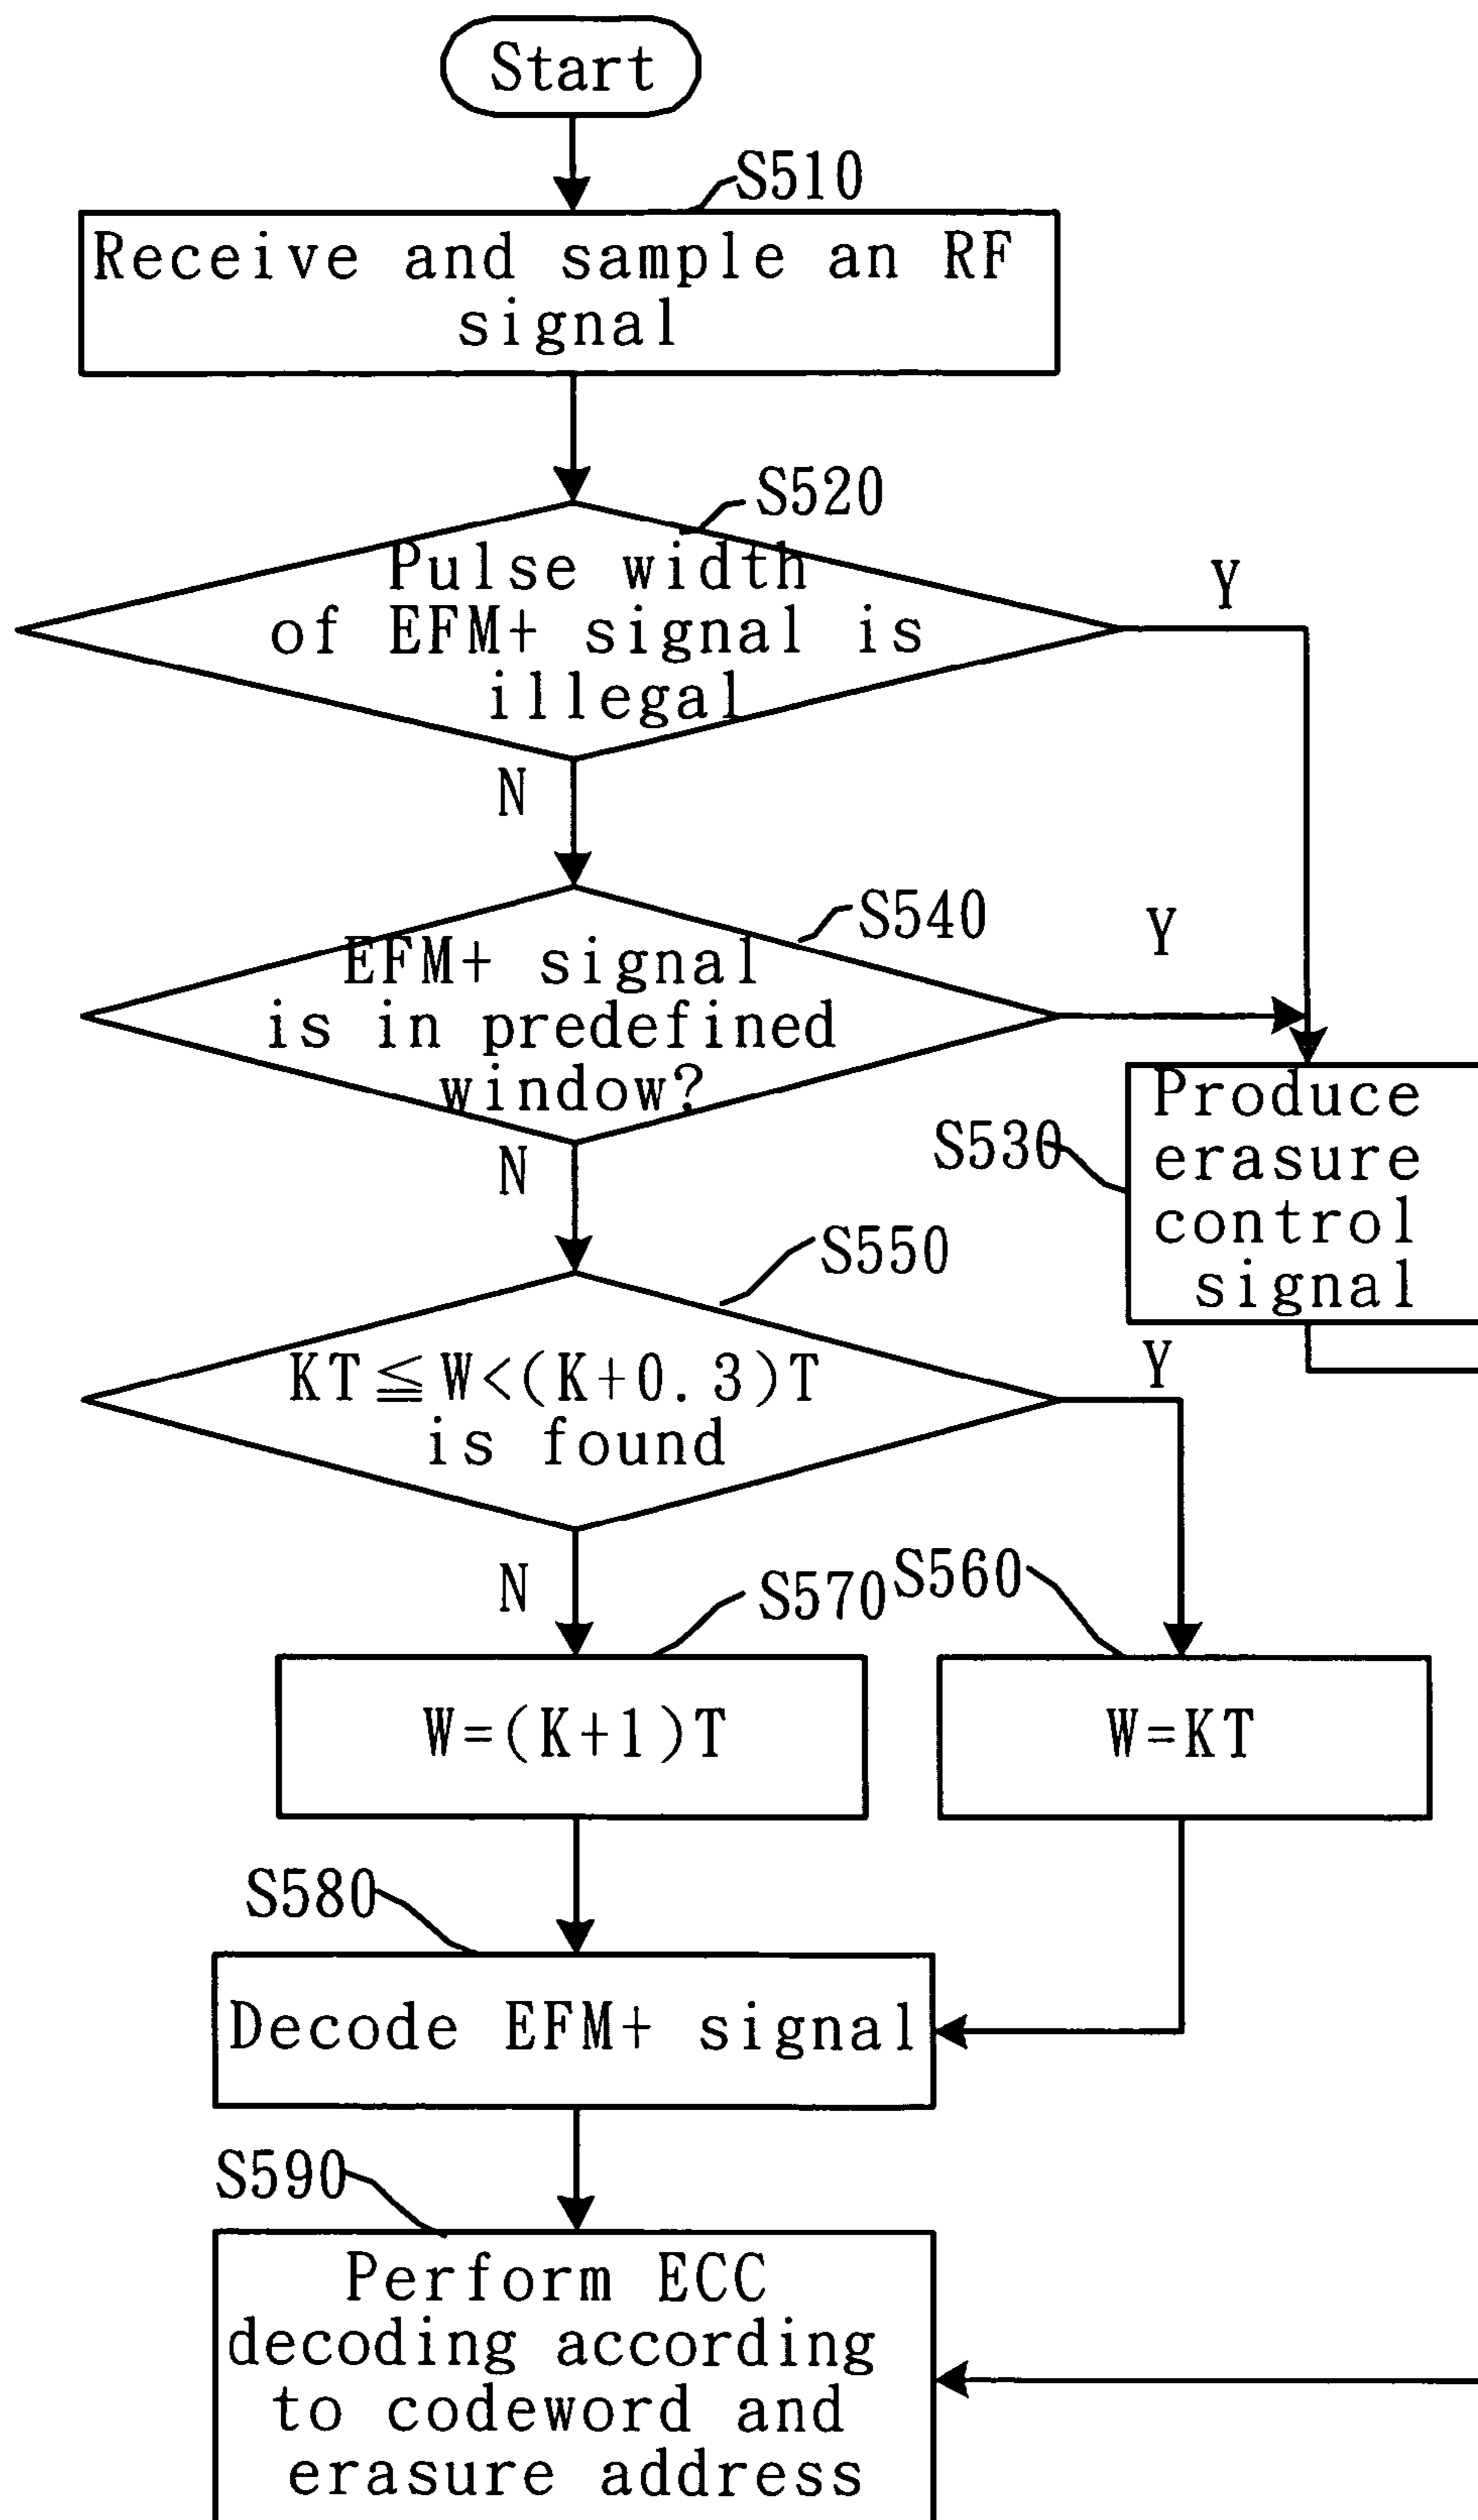 Start
S510
Receive and sample an RF
signal
S520
Pulse width
of EFM+ signal is
illegal
Y
N
S540
EFM+ signal
is in predefined
window?
Y
N
S530
Produce
erasure
control
signal
S550
KT≦W<(K+0.3)T
is found
Y
N
S570
S560
W=(K+1)T
W=KT
S580
Decode EFM+ signal
S590
Perform ECC
decoding according
to codeword and
erasure address